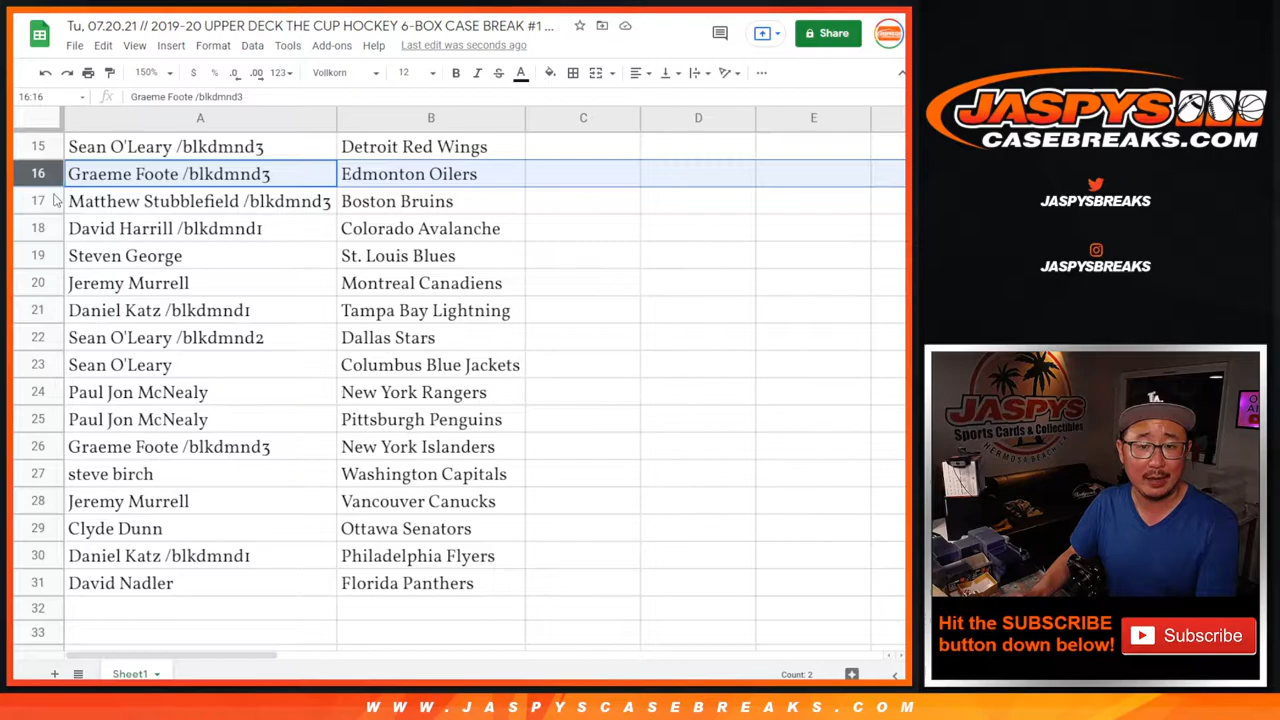 Tu, 07.20.21 // 2019-20 UPPER DECK THE CUP HOCKEY 6-BOX CASE BREAK #1 ...
File Edit View Insert Format Data Tools Add-ons Help Last edit was seconds ago
Share
150% $ % .0 .00 123 Vollkorn 12 B I S A
16:16 fx Graeme Foote /blkdmnd3
A B C D E
15 Sean O'Leary /blkdmnd3 Detroit Red Wings
16 Graeme Foote /blkdmnd3 Edmonton Oilers
17 Matthew Stubblefield /blkdmnd3 Boston Bruins
18 David Harrill /blkdmnd1 Colorado Avalanche
19 Steven George St. Louis Blues
20 Jeremy Murrell Montreal Canadiens
21 Daniel Katz /blkdmnd1 Tampa Bay Lightning
22 Sean O'Leary /blkdmnd2 Dallas Stars
23 Sean O'Leary Columbus Blue Jackets
24 Paul Jon McNealy New York Rangers
25 Paul Jon McNealy Pittsburgh Penguins
26 Graeme Foote /blkdmnd3 New York Islanders
27 steve birch Washington Capitals
28 Jeremy Murrell Vancouver Canucks
29 Clyde Dunn Ottawa Senators
30 Daniel Katz /blkdmnd1 Philadelphia Flyers
31 David Nadler Florida Panthers
32
33
Sheet1
Count: 2
JASPYS
CASEBREAKS.COM
JASPYSBREAKS
JASPYSBREAKS
JASPYS
Sports Cards & Collectibles
HERMOSA BEACH
TA.
Hit the SUBSCRIBE
button down below!
Subscribe
WWW.JASPYSCASEBREAKS.COM